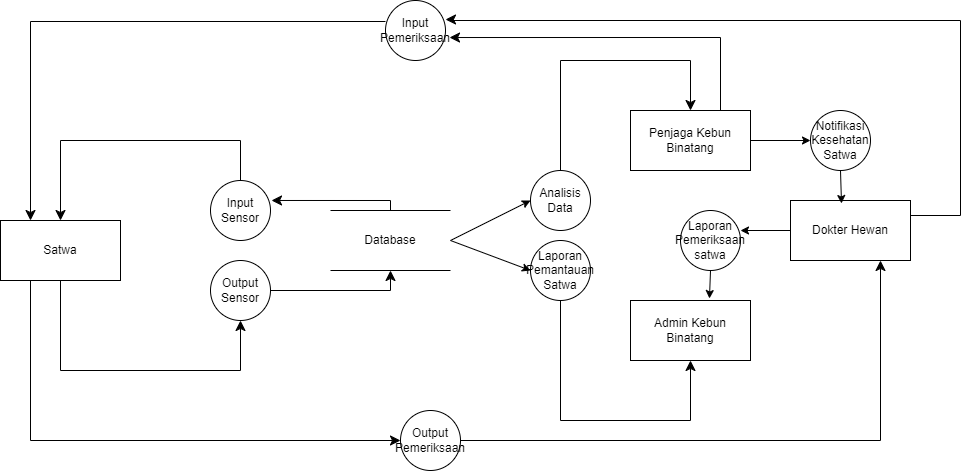 Input
Pemeriksaan
Penjaga Kebun
Binatang
Notifikasi
Kesehatan
Satwa
Input
Sensor
Analisis
Data
Satwa
Database
Laporan
Pemeriksaan
satwa
Dokter Hewan
Output
Sensor
Laporan
Pemantauan
Satwa
Admin Kebun
Binatang
Output
Pemeriksaan